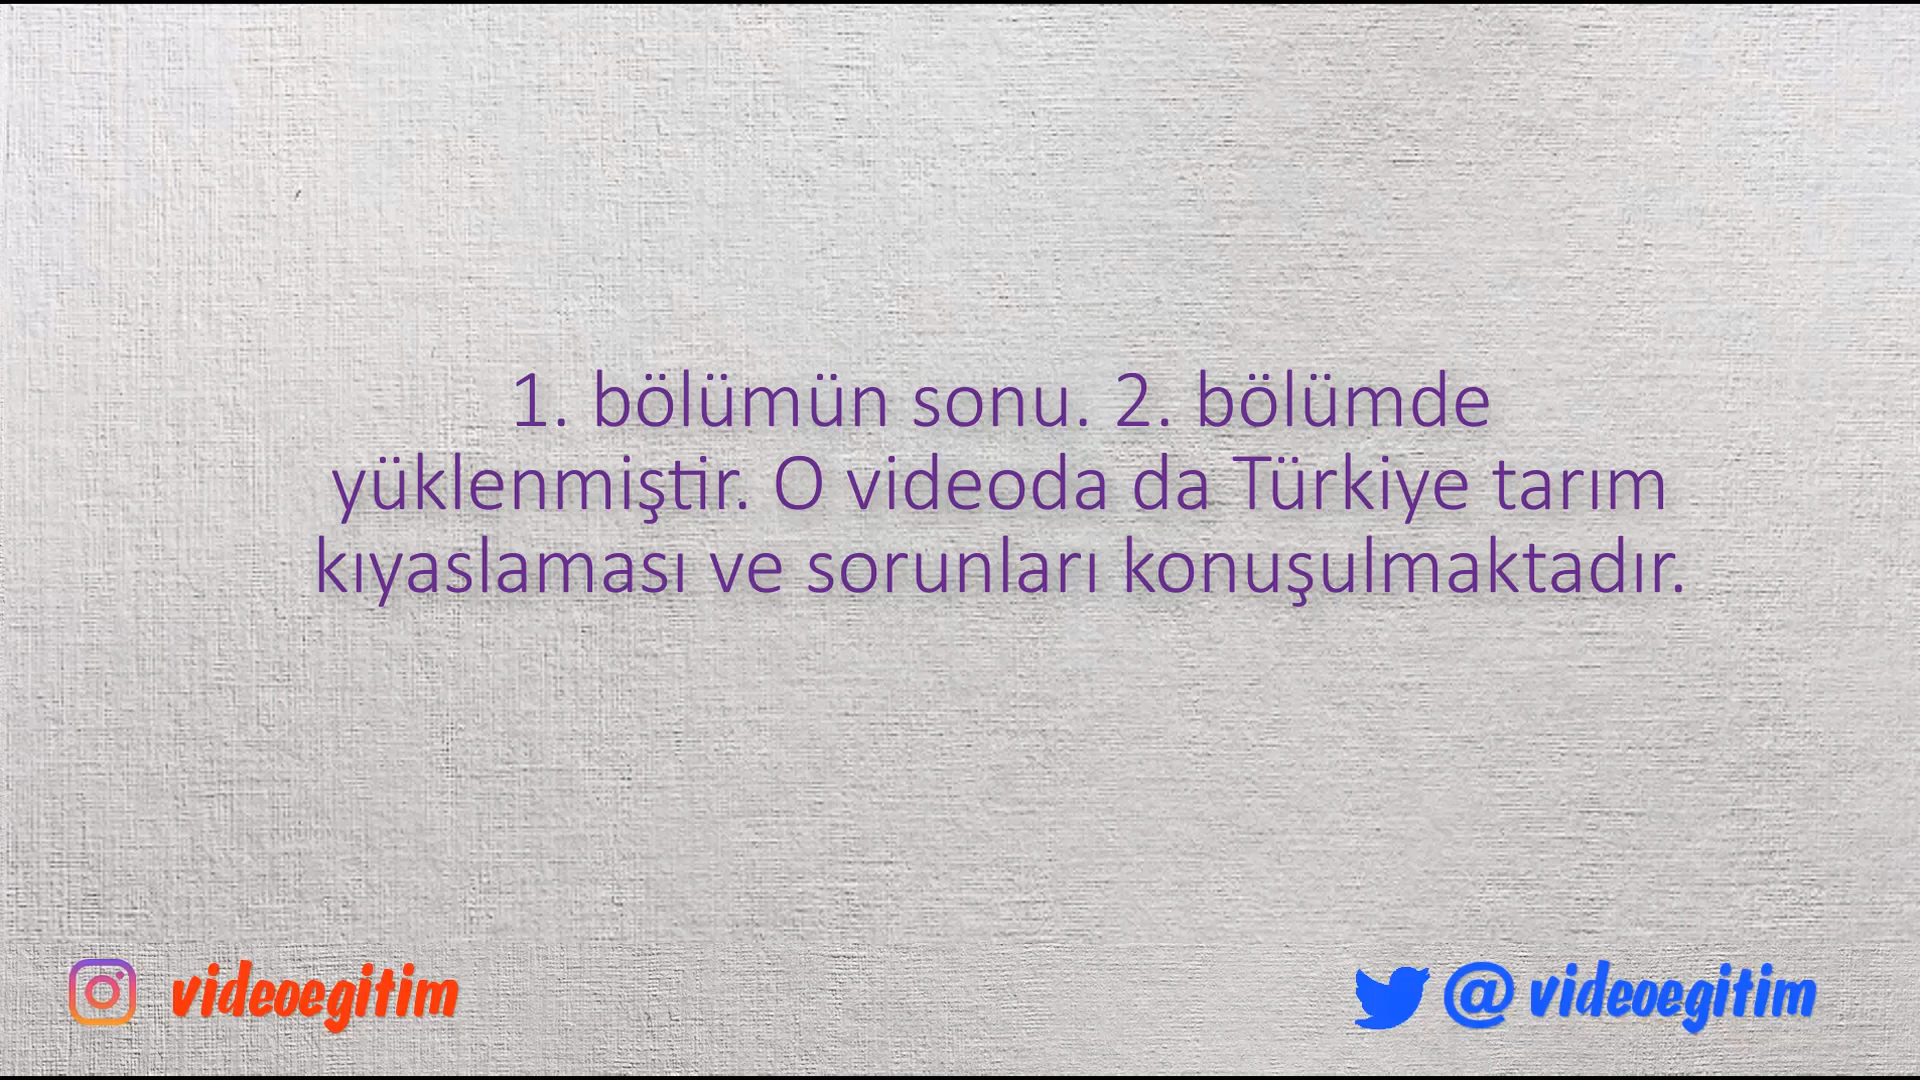 1. bölümün sonu. 2. bölümde
yüklenmiştir. O videoda da Türkiye tarım
kıyaslaması ve sorunları konuşulmaktadır.
videoegitim
@videoegitim